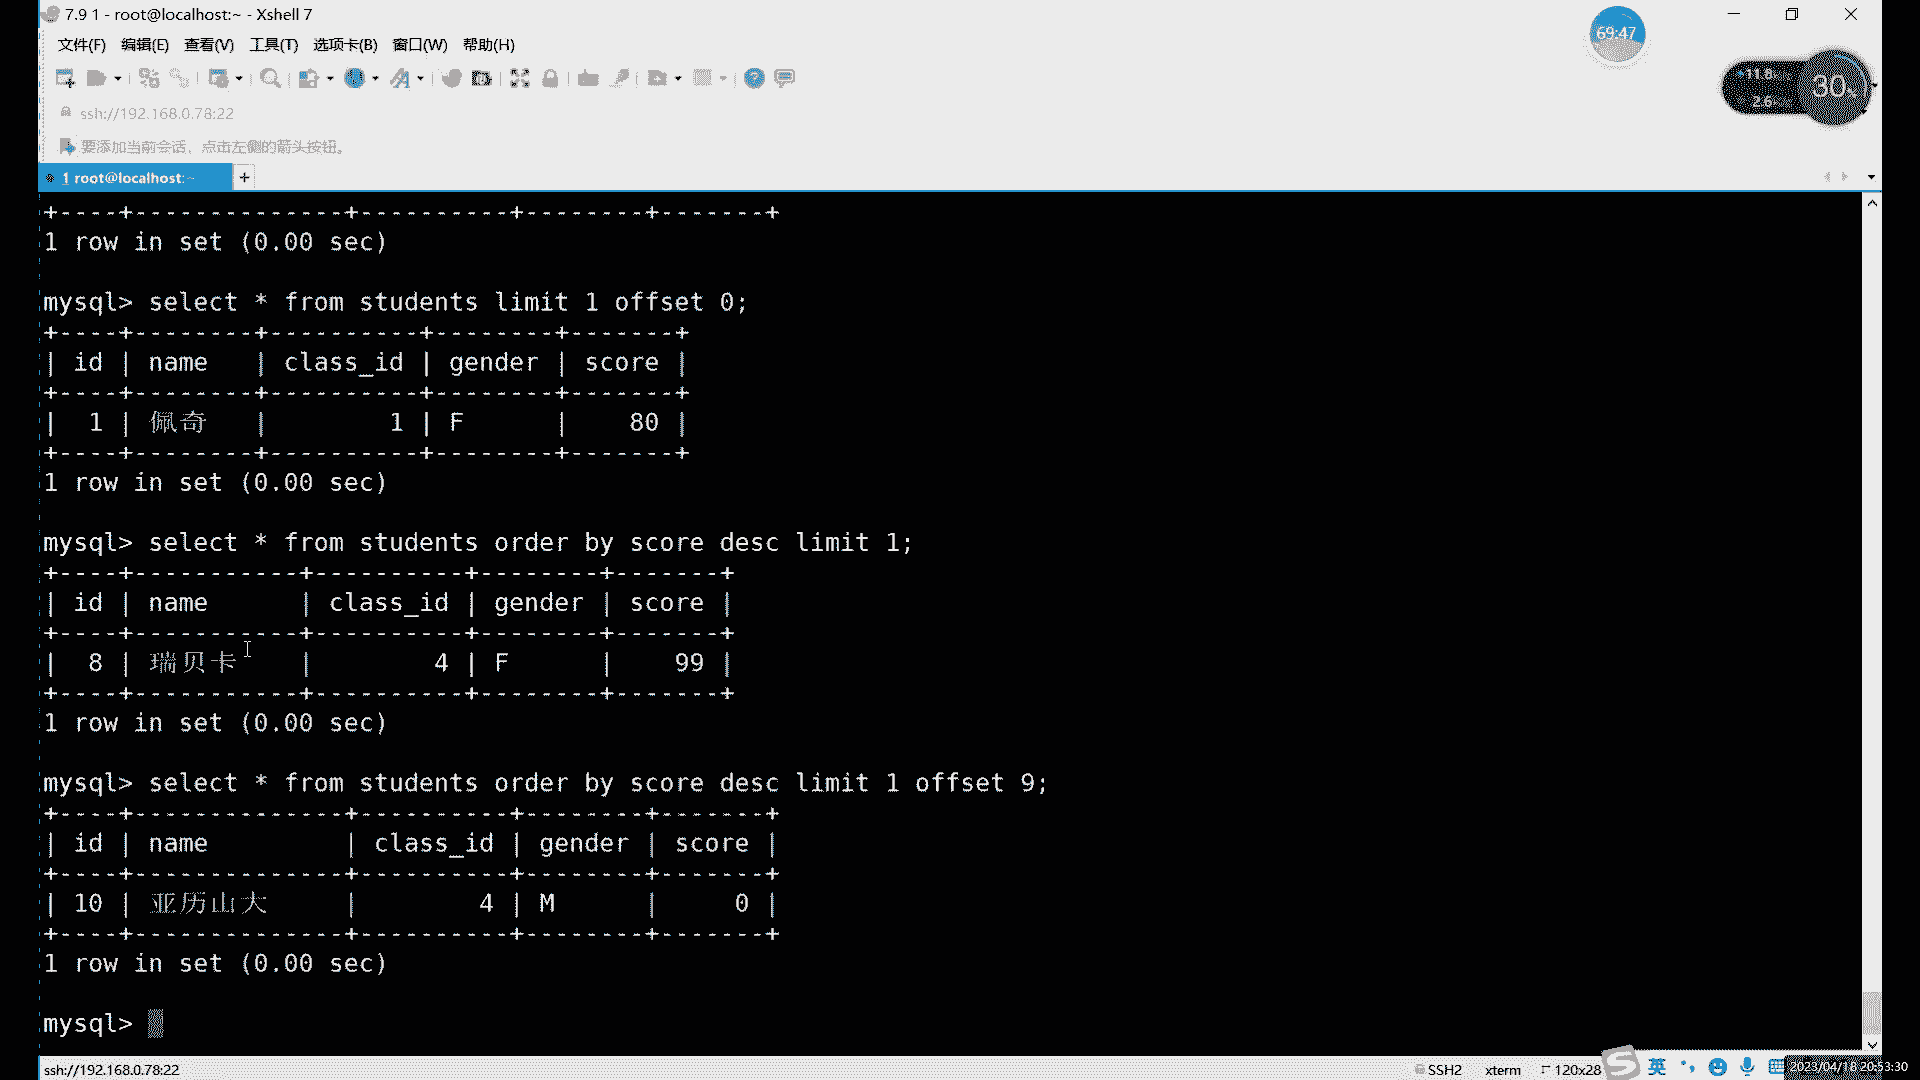 7.9 1 - root@localhost:~ - Xshell 7
69:47
文件(F) 编辑(E) 查看(V) 工具(T) 选项卡(B) 窗口(W) 帮助(H)
11.8
30%
2.6
ssh://192.168.0.78:22
要添加当前会话，点击左侧的箭头按钮。
1 root@localhost:~ +
+----+--------------+----------+--------+-------+
1 row in set (0.00 sec)
mysql> select * from students limit 1 offset 0;
+----+--------+----------+--------+-------+
| id | name   | class_id | gender | score |
+----+--------+----------+--------+-------+
|  1 | 佩奇   |        1 | F      |    80 |
+----+--------+----------+--------+-------+
1 row in set (0.00 sec)
mysql> select * from students order by score desc limit 1;
+----+-----------+----------+--------+-------+
| id | name      | class_id | gender | score |
+----+-----------+----------+--------+-------+
|  8 | 瑞贝卡    |        4 | F      |    99 |
+----+-----------+----------+--------+-------+
1 row in set (0.00 sec)
mysql> select * from students order by score desc limit 1 offset 9;
+----+--------------+----------+--------+-------+
| id | name         | class_id | gender | score |
+----+--------------+----------+--------+-------+
| 10 | 亚历山大     |        4 | M      |     0 |
+----+--------------+----------+--------+-------+
1 row in set (0.00 sec)
mysql>
ssh://192.168.0.78:22 SSH2 xterm 120x28 英 2023/04/18 20:53:30